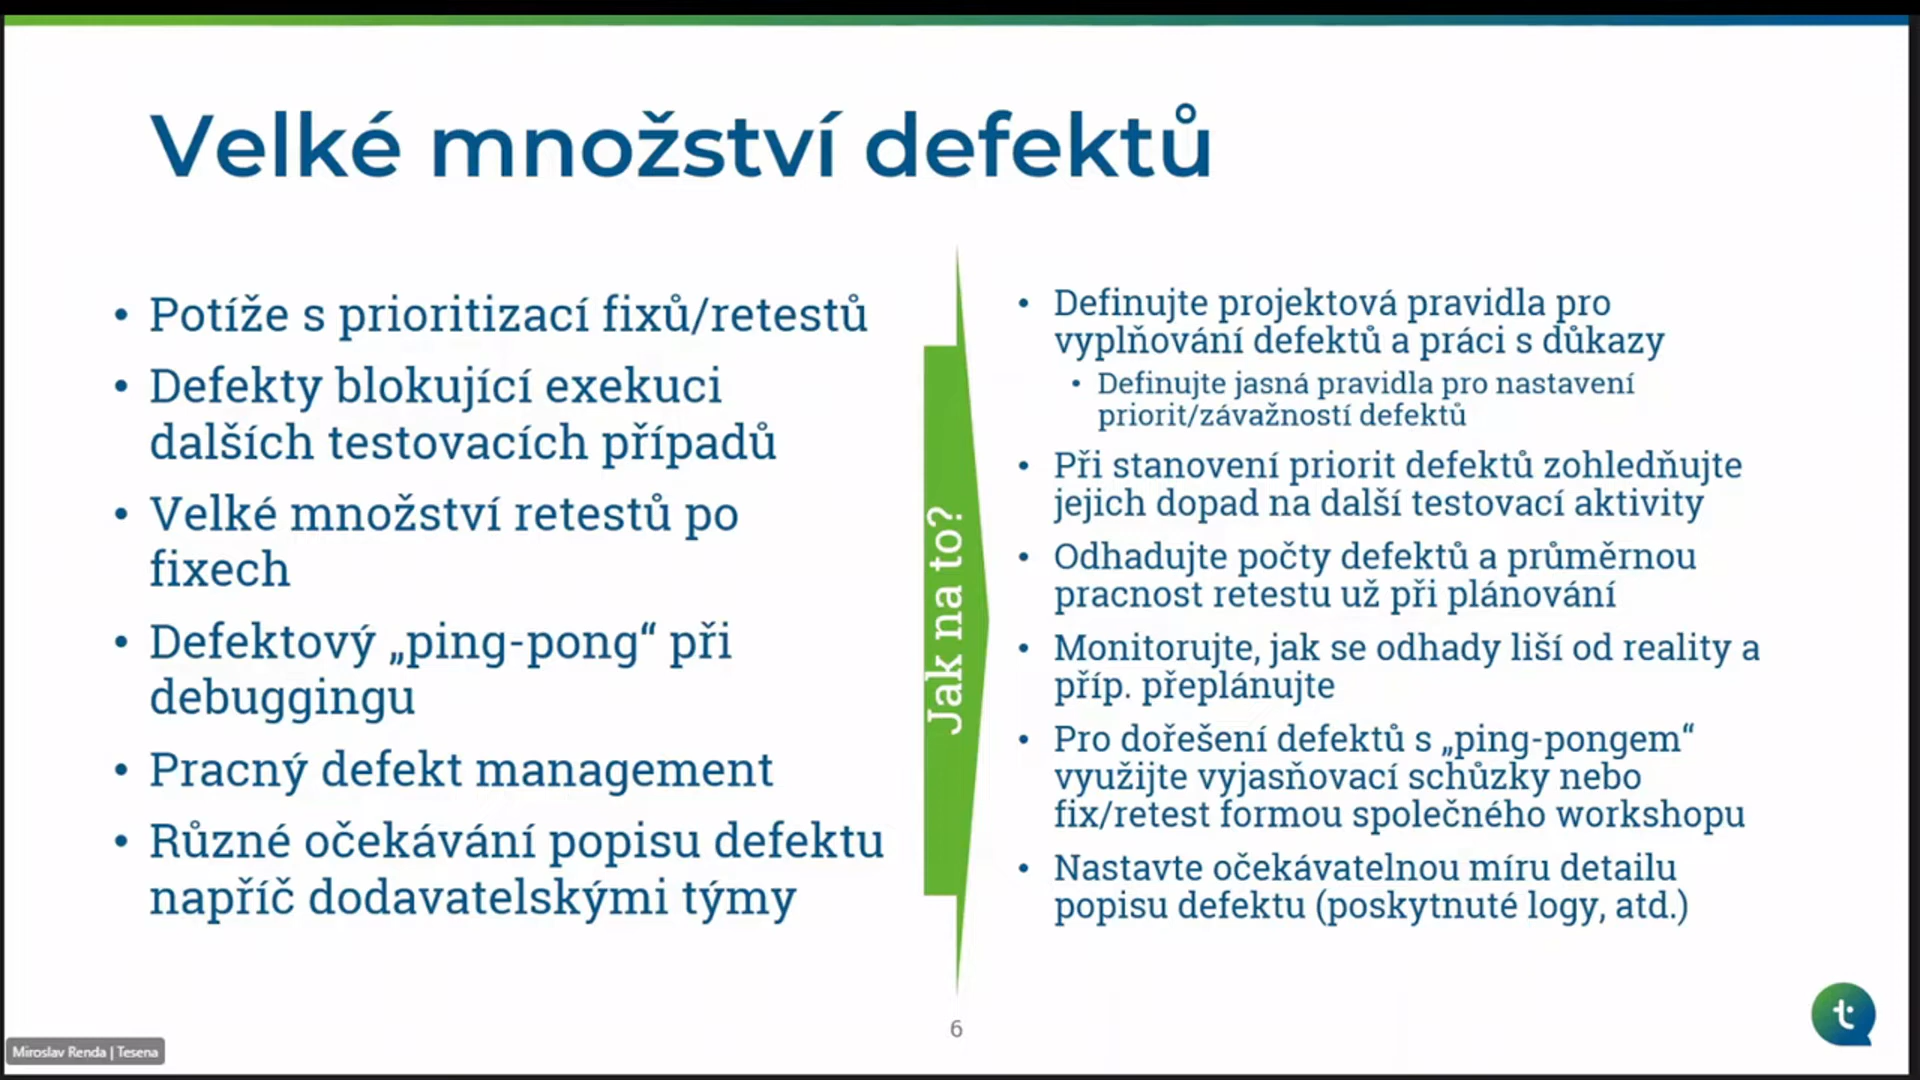 Velké množství defektů
• Potíže s prioritizací fixů/retestů
• Defekty blokující exekuci
dalších testovacích případů
• Velké množství retestů po
fixech
• Defektový „ping-pong“ při
debuggingu
• Pracný defekt management
• Různé očekávání popisu defektu
napříč dodavatelskými týmy
Jak na to?
• Definujte projektová pravidla pro
vyplňování defektů a práci s důkazy
• Definujte jasná pravidla pro nastavení
priorit/závažností defektů
• Při stanovení priorit defektů zohledňujte
jejich dopad na další testovací aktivity
• Odhadujte počty defektů a průměrnou
pracnost retestu už při plánování
• Monitorujte, jak se odhady liší od reality a
příp. přeplánujte
• Pro dořešení defektů s „ping-pongem“
využijte vyjasňovací schůzky nebo
fix/retest formou společného workshopu
• Nastavte očekávatelnou míru detailu
popisu defektu (poskytnuté logy, atd.)
6
t
Miroslav Renda | Tesena